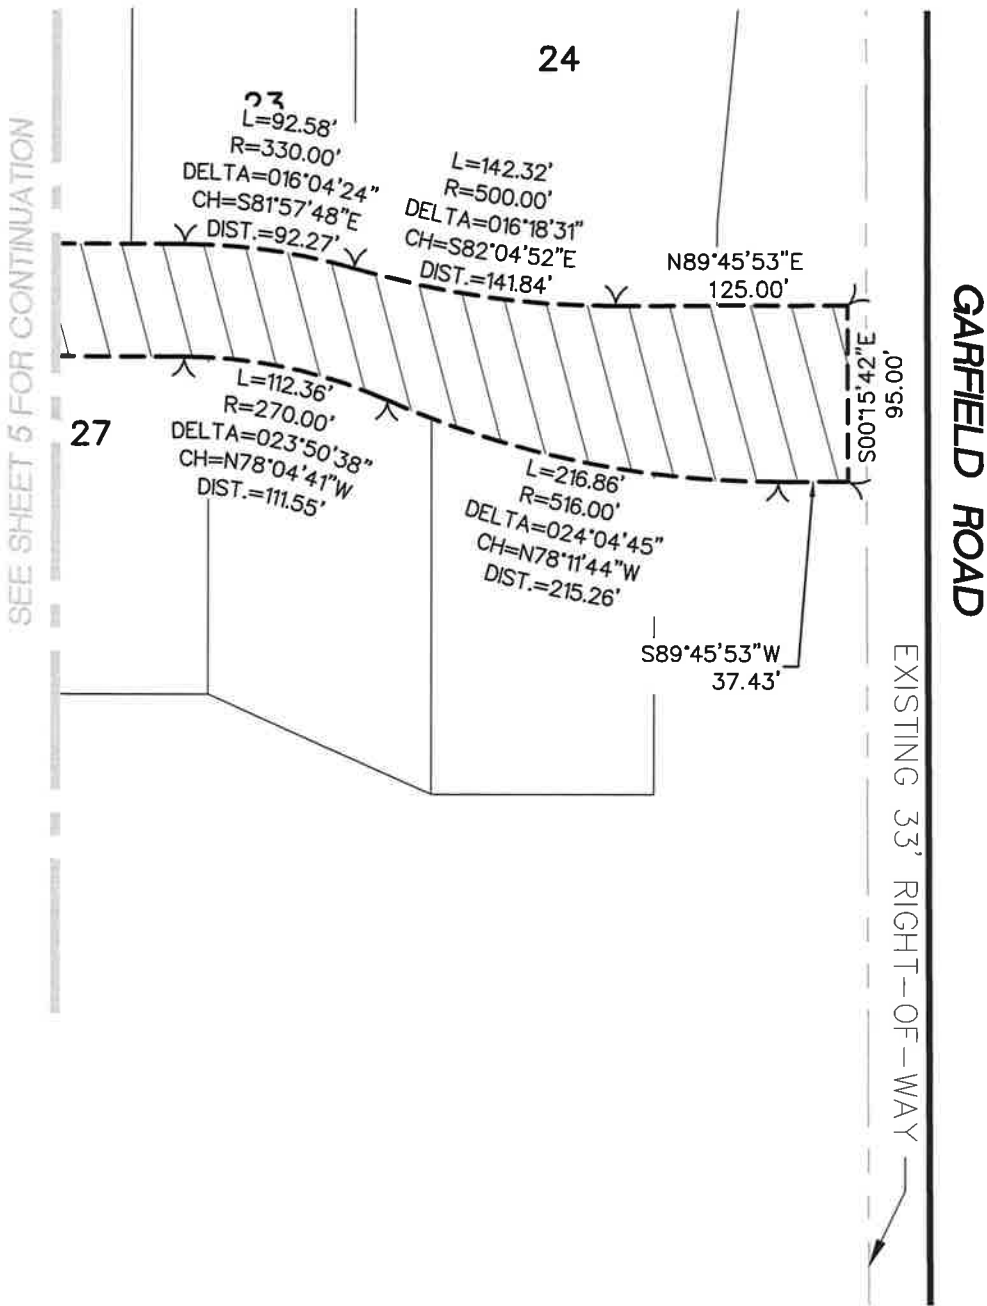 24
23
L=92.58'
R=330.00'
DELTA=016°04'24"
CH=S81°57'48"E
DIST.=92.27'
L=142.32'
R=500.00'
DELTA=016°18'31"
CH=S82°04'52"E
DIST.=141.84'
N89°45'53"E
125.00'
S00°15'42"E
95.00'
GARFIELD ROAD
SEE SHEET 5 FOR CONTINUATION
27
L=112.36'
R=270.00'
DELTA=023°50'38"
CH=N78°04'41"W
DIST.=111.55'
L=216.86'
R=516.00'
DELTA=024°04'45"
CH=N78°11'44"W
DIST.=215.26'
S89°45'53"W
37.43'
EXISTING 33' RIGHT-OF-WAY